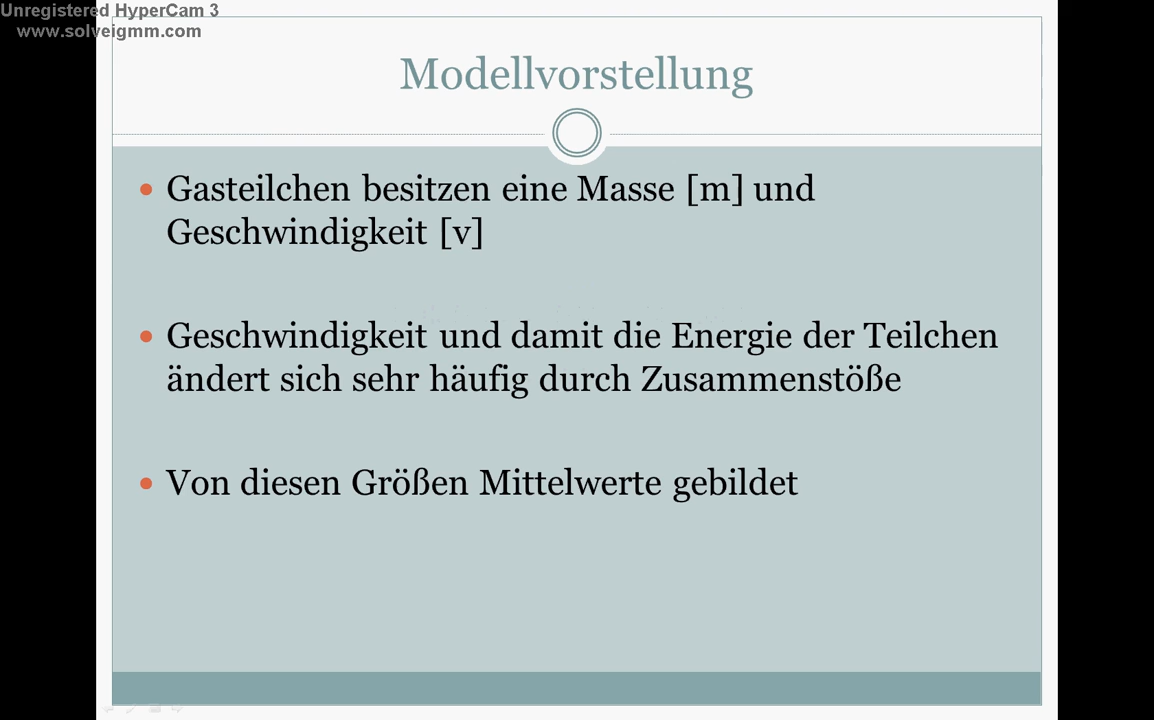 Unregistered HyperCam 3
www.solveigmm.com
Modellvorstellung
Gasteilchen besitzen eine Masse [m] und
Geschwindigkeit [v]
Geschwindigkeit und damit die Energie der Teilchen
ändert sich sehr häufig durch Zusammenstöße
Von diesen Größen Mittelwerte gebildet